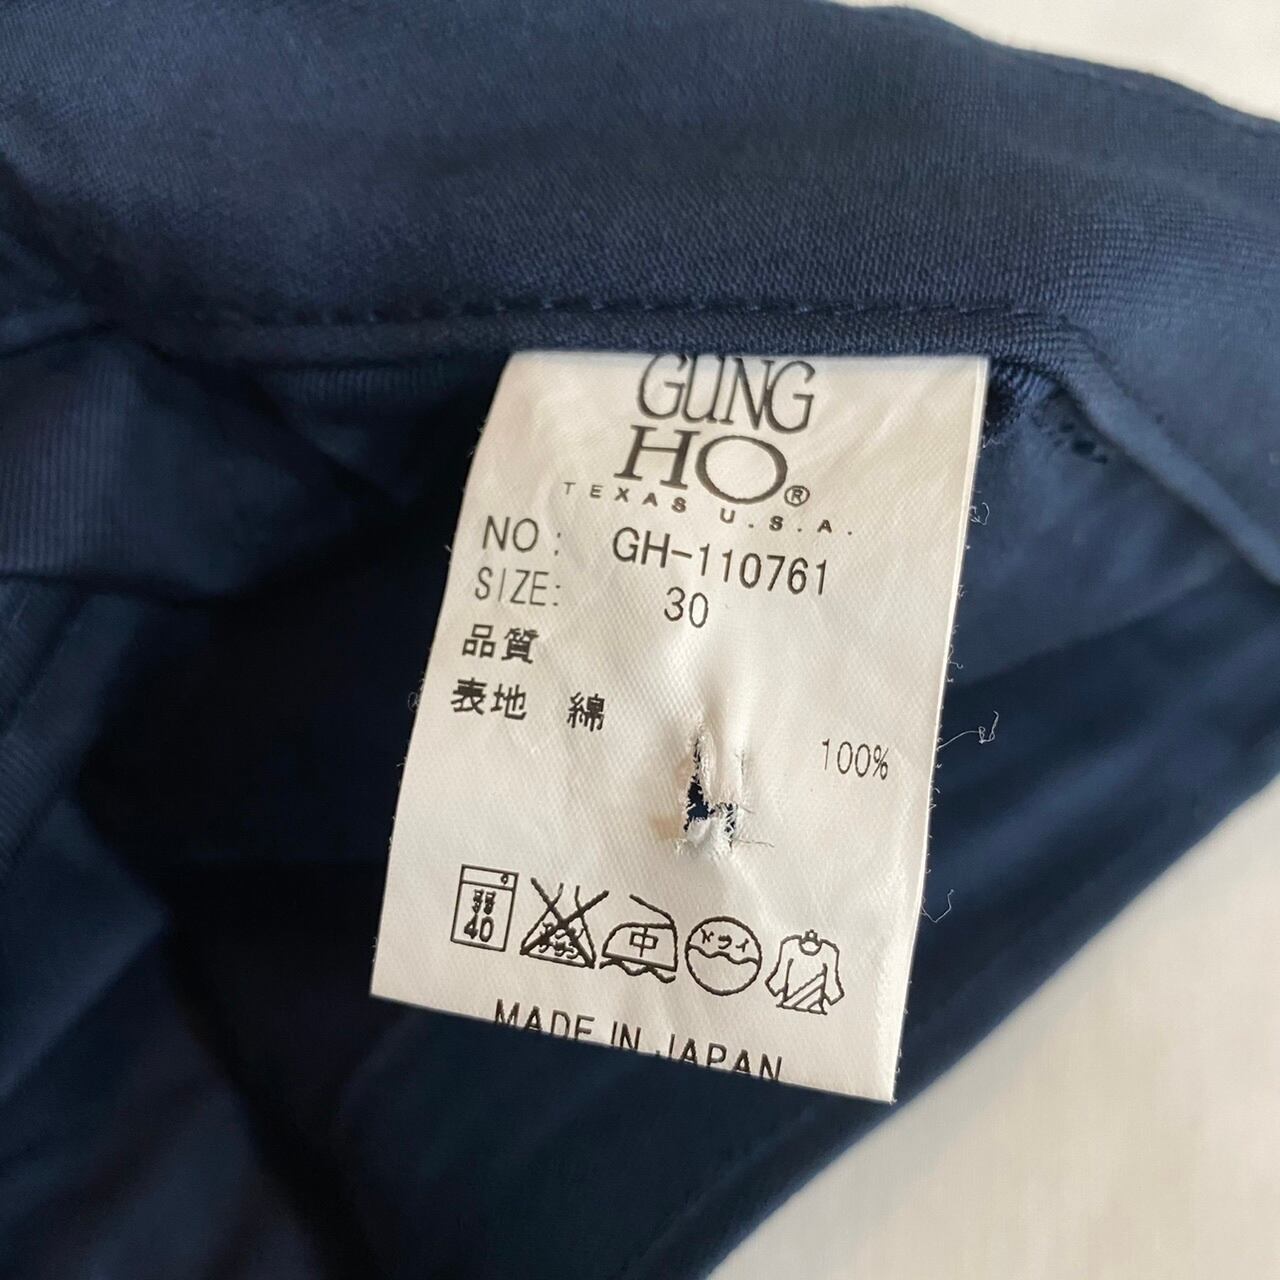 GUNG
HO®
TEXAS U.S.A.
NO: GH-110761
SIZE: 30
品質
表地 綿 100%
40
中
ドライ
MADE IN JAPAN